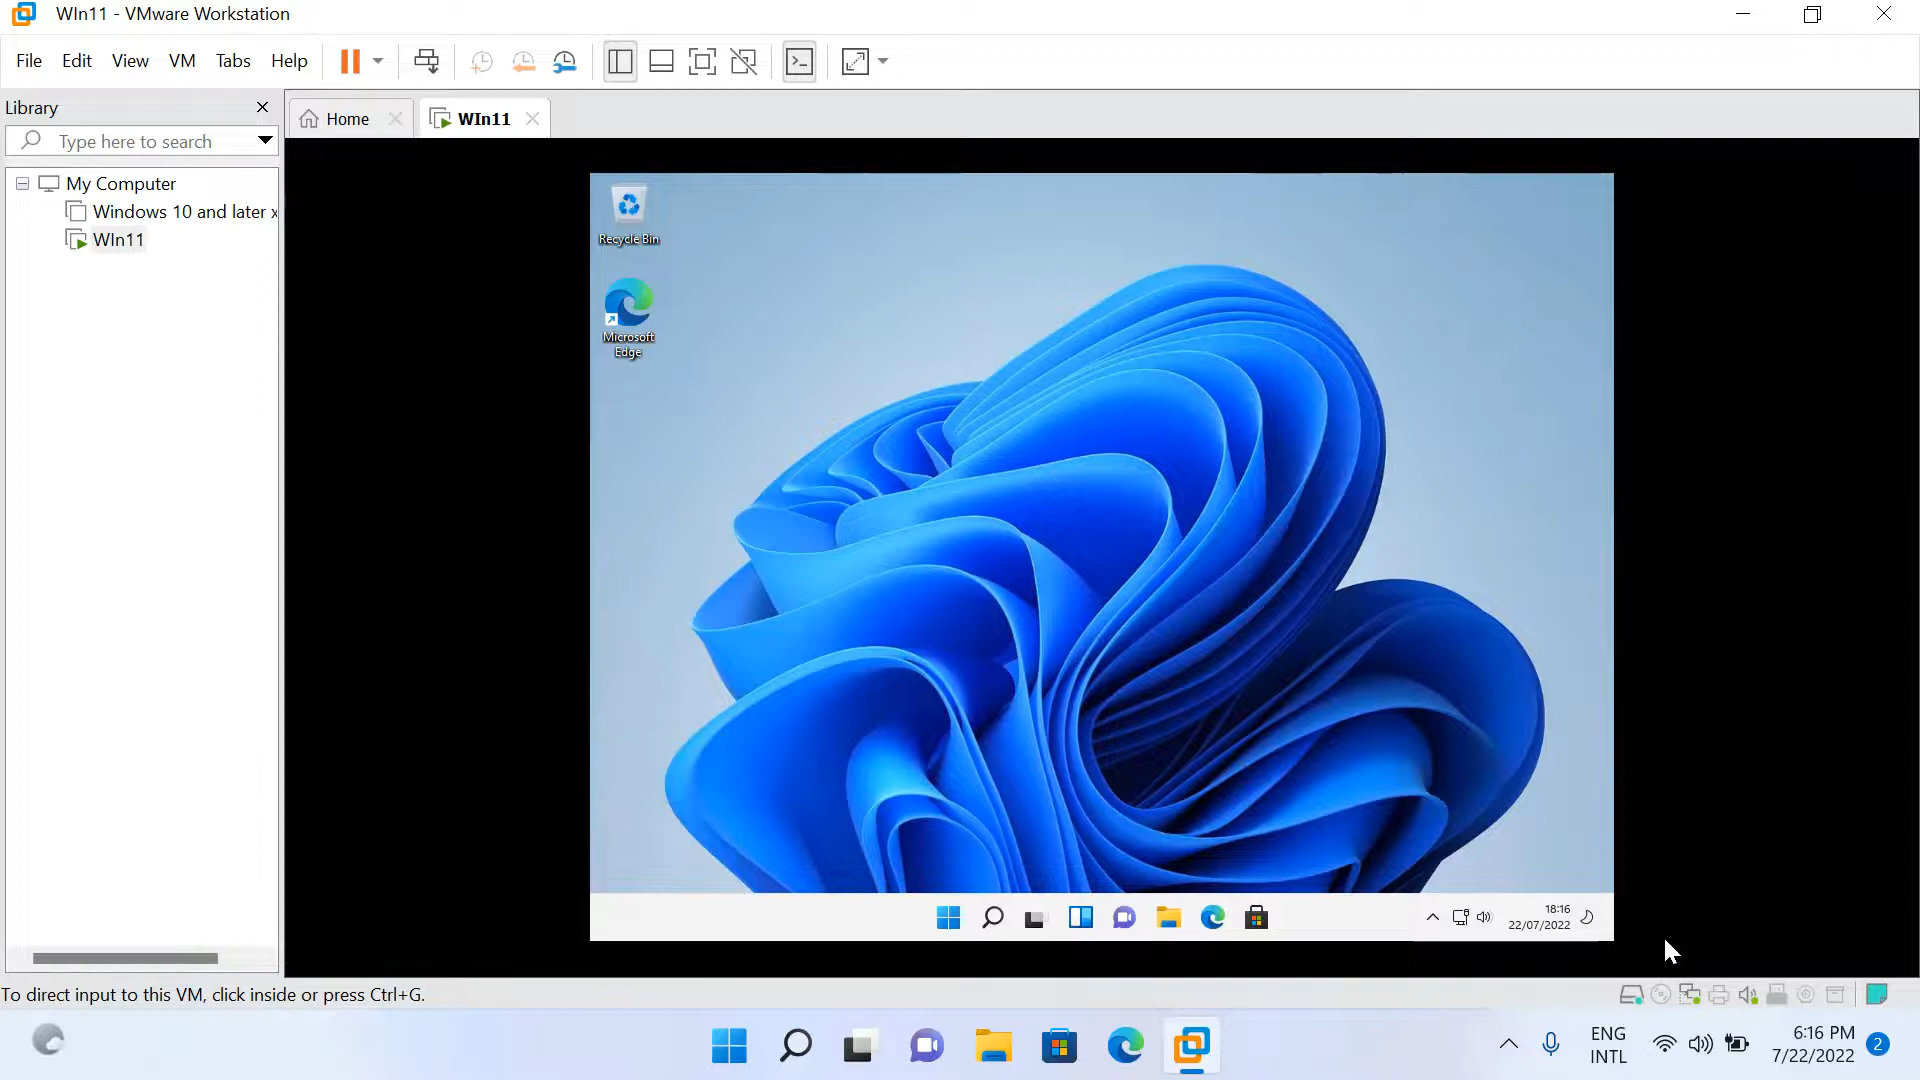 WIn11 - VMware Workstation
File Edit View VM Tabs Help
Library
Type here to search
Home
WIn11
My Computer
Windows 10 and later x
WIn11
Recycle Bin
Microsoft
Edge
18:16
22/07/2022
To direct input to this VM, click inside or press Ctrl+G.
ENG
INTL
6:16 PM
7/22/2022
2